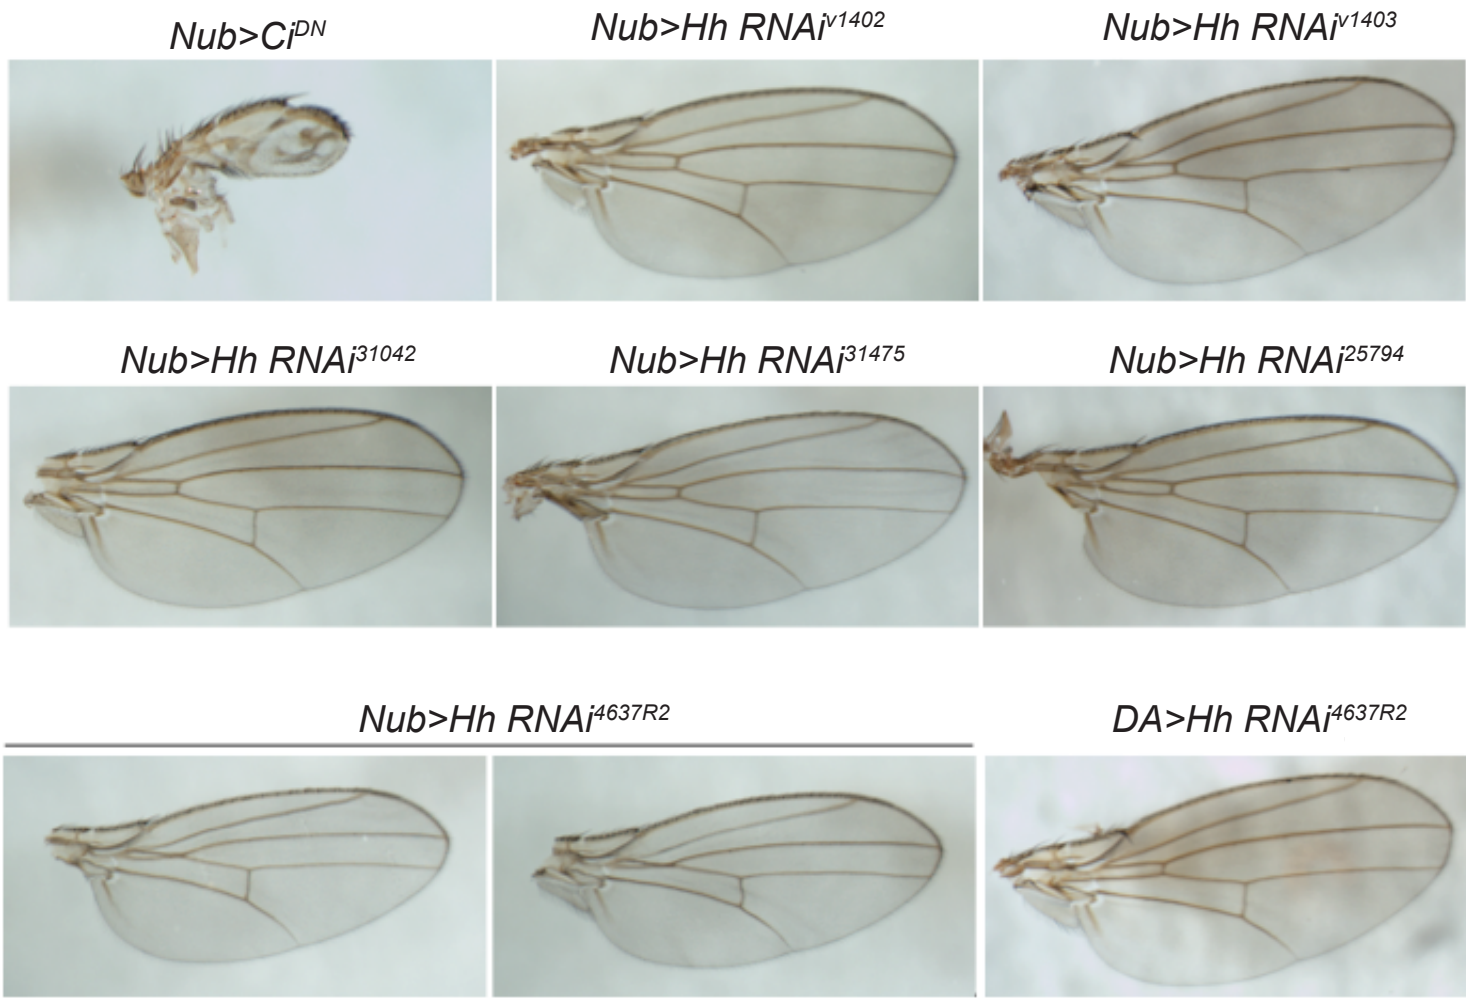 Nub>Ci^DN
Nub>Hh RNAi^v1402
Nub>Hh RNAi^v1403
Nub>Hh RNAi^31042
Nub>Hh RNAi^31475
Nub>Hh RNAi^25794
Nub>Hh RNAi^4637R2
DA>Hh RNAi^4637R2